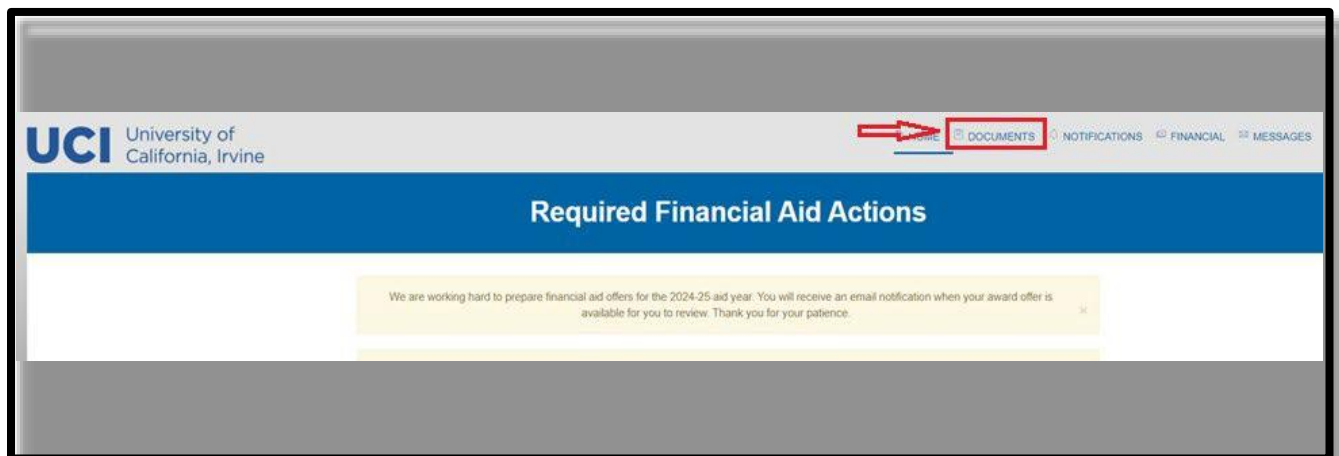 UCI University of
California, Irvine
HOME DOCUMENTS NOTIFICATIONS FINANCIAL MESSAGES
Required Financial Aid Actions
We are working hard to prepare financial aid offers for the 2024-25 aid year. You will receive an email notification when your award offer is
available for you to review. Thank you for your patience.